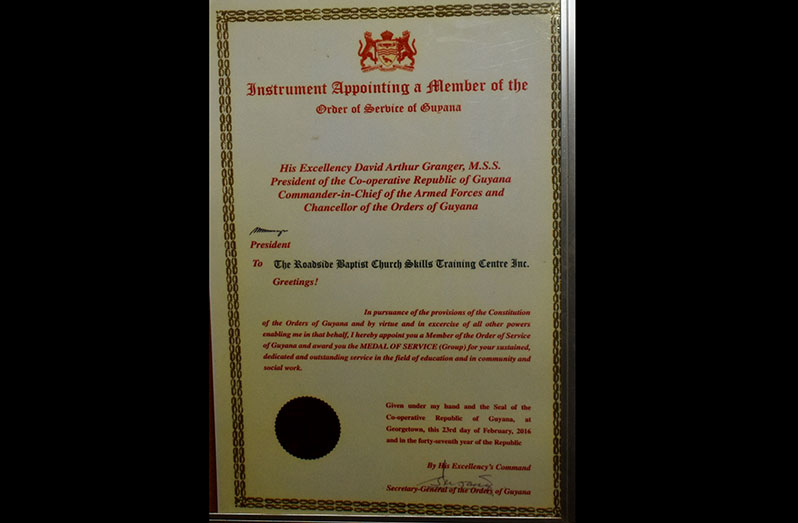 Instrument Appointing a Member of the
Order of Service of Guyana
His Excellency David Arthur Granger, M.S.S.
President of the Co-operative Republic of Guyana
Commander-in-Chief of the Armed Forces and
Chancellor of the Orders of Guyana
President
To The Roadside Baptist Church Skills Training Centre Inc.
Greetings!
In pursuance of the provisions of the Constitution
of the Orders of Guyana and by virtue and in excercise of all other powers
enabling me in that behalf, I hereby appoint you a Member of the Order of Service
of Guyana and award you the MEDAL OF SERVICE (Group) for your sustained,
dedicated and outstanding service in the field of education and in community and
social work.
Given under my hand and the Seal of the
Co-operative Republic of Guyana, at
Georgetown, this 23rd day of February, 2016
and in the forty-seventh year of the Republic
By His Excellency's Command
Secretary-General of the Orders of Guyana